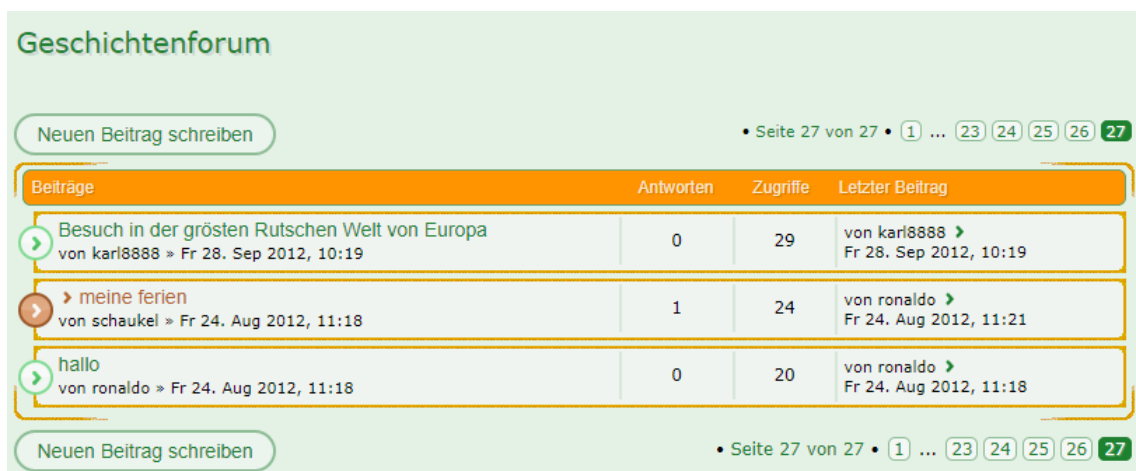 Geschichtenforum
Neuen Beitrag schreiben
• Seite 27 von 27 • 1 ... 23 24 25 26 27
Beiträge Antworten Zugriffe Letzter Beitrag
Besuch in der grösten Rutschen Welt von Europa
von karl8888 » Fr 28. Sep 2012, 10:19
0 29
von karl8888
Fr 28. Sep 2012, 10:19
meine ferien
von schaukel » Fr 24. Aug 2012, 11:18
1 24
von ronaldo
Fr 24. Aug 2012, 11:21
hallo
von ronaldo » Fr 24. Aug 2012, 11:18
0 20
von ronaldo
Fr 24. Aug 2012, 11:18
Neuen Beitrag schreiben
• Seite 27 von 27 • 1 ... 23 24 25 26 27